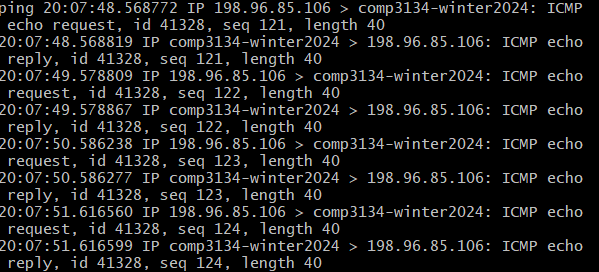 ping 20:07:48.568772 IP 198.96.85.106 > comp3134-winter2024: ICMP
echo request, id 41328, seq 121, length 40
20:07:48.568819 IP comp3134-winter2024 > 198.96.85.106: ICMP echo
reply, id 41328, seq 121, length 40
20:07:49.578809 IP 198.96.85.106 > comp3134-winter2024: ICMP echo
request, id 41328, seq 122, length 40
20:07:49.578867 IP comp3134-winter2024 > 198.96.85.106: ICMP echo
reply, id 41328, seq 122, length 40
20:07:50.586238 IP 198.96.85.106 > comp3134-winter2024: ICMP echo
request, id 41328, seq 123, length 40
20:07:50.586277 IP comp3134-winter2024 > 198.96.85.106: ICMP echo
reply, id 41328, seq 123, length 40
20:07:51.616560 IP 198.96.85.106 > comp3134-winter2024: ICMP echo
request, id 41328, seq 124, length 40
20:07:51.616599 IP comp3134-winter2024 > 198.96.85.106: ICMP echo
reply, id 41328, seq 124, length 40